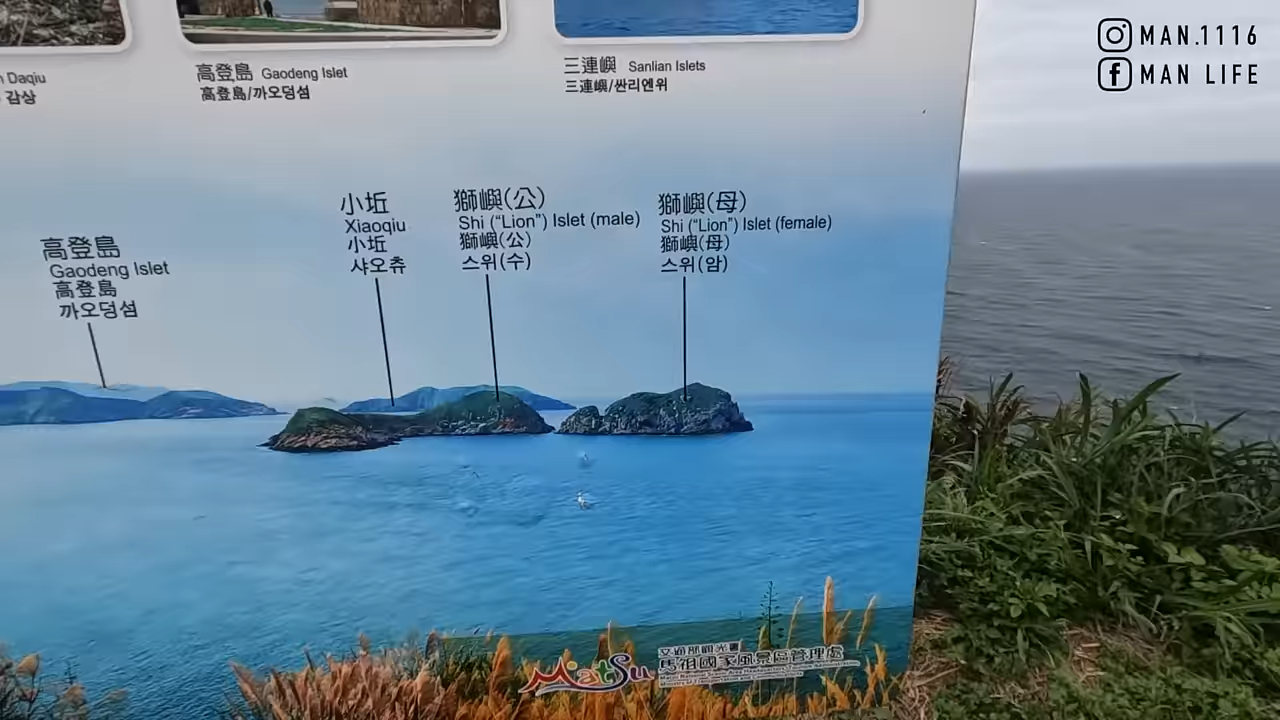 MAN.1116
MAN LIFE
Daqiu
감상
高登島 Gaodeng Islet
高登島/까오덩섬
三連嶼 Sanlian Islets
三連嶼/싼리엔위
高登島
Gaodeng Islet
高登島
까오덩섬
小坵
Xiaoqiu
小坵
샤오츄
獅嶼(公)
Shi (“Lion”) Islet (male)
獅嶼(公)
스위(수)
獅嶼(母)
Shi (“Lion”) Islet (female)
獅嶼(母)
스위(암)
MatSu
交通部觀光署
馬祖國家風景區管理處